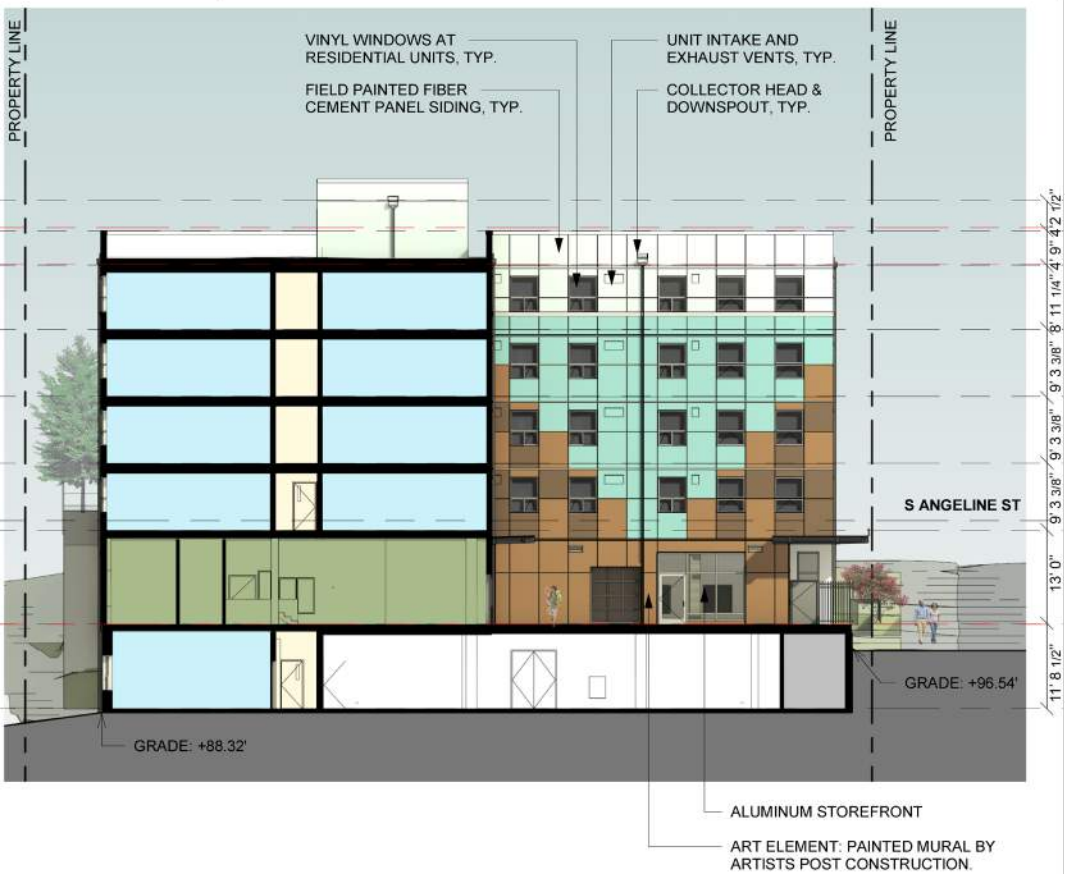 PROPERTY LINE
VINYL WINDOWS AT
RESIDENTIAL UNITS, TYP.
FIELD PAINTED FIBER
CEMENT PANEL SIDING, TYP.
UNIT INTAKE AND
EXHAUST VENTS, TYP.
COLLECTOR HEAD &
DOWNSPOUT, TYP.
PROPERTY LINE
4'2 1/2"
4' 9"
8' 11 1/4"
9' 3 3/8"
9' 3 3/8"
9' 3 3/8"
S ANGELINE ST
13' 0"
11' 8 1/2"
GRADE: +96.54'
GRADE: +88.32'
ALUMINUM STOREFRONT
ART ELEMENT: PAINTED MURAL BY
ARTISTS POST CONSTRUCTION.